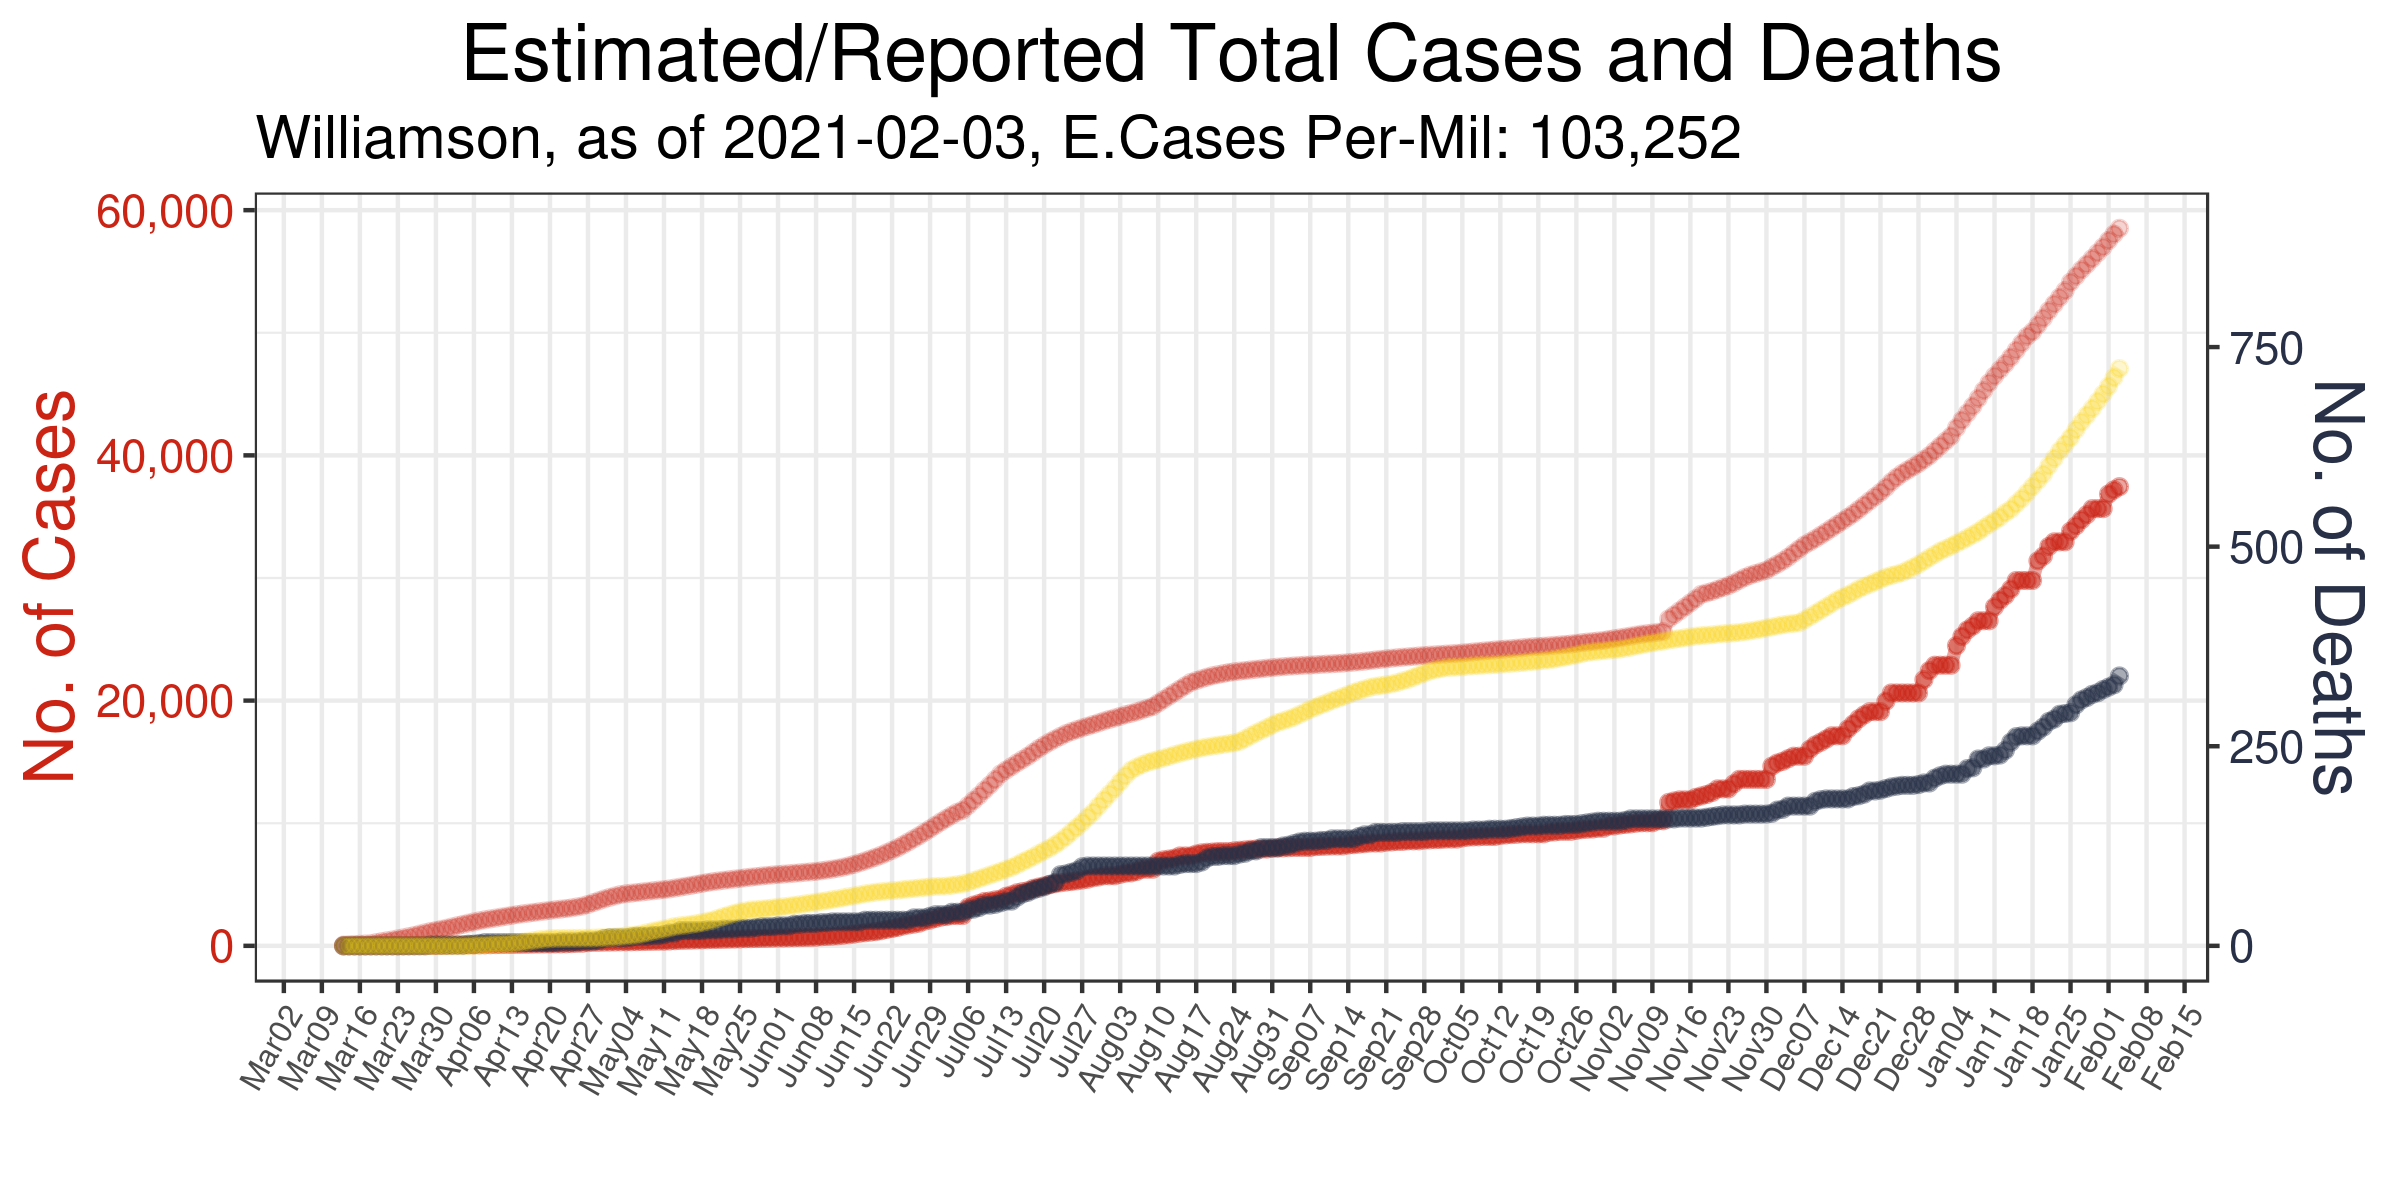 Estimated/Reported Total Cases and Deaths
Williamson, as of 2021-02-03, E.Cases Per-Mil: 103,252
No. of Cases
60,000
40,000
20,000
0
750
500
250
0
No. of Deaths
Mar02 Mar09 Mar16 Mar23 Mar30 Apr06 Apr13 Apr20 Apr27 May04 May11 May18 May25 Jun01 Jun08 Jun15 Jun22 Jun29 Jul06 Jul13 Jul20 Jul27 Aug03 Aug10 Aug17 Aug24 Aug31 Sep07 Sep14 Sep21 Sep28 Oct05 Oct12 Oct19 Oct26 Nov02 Nov09 Nov16 Nov23 Nov30 Dec07 Dec14 Dec21 Dec28 Jan04 Jan11 Jan18 Jan25 Feb01 Feb08 Feb15